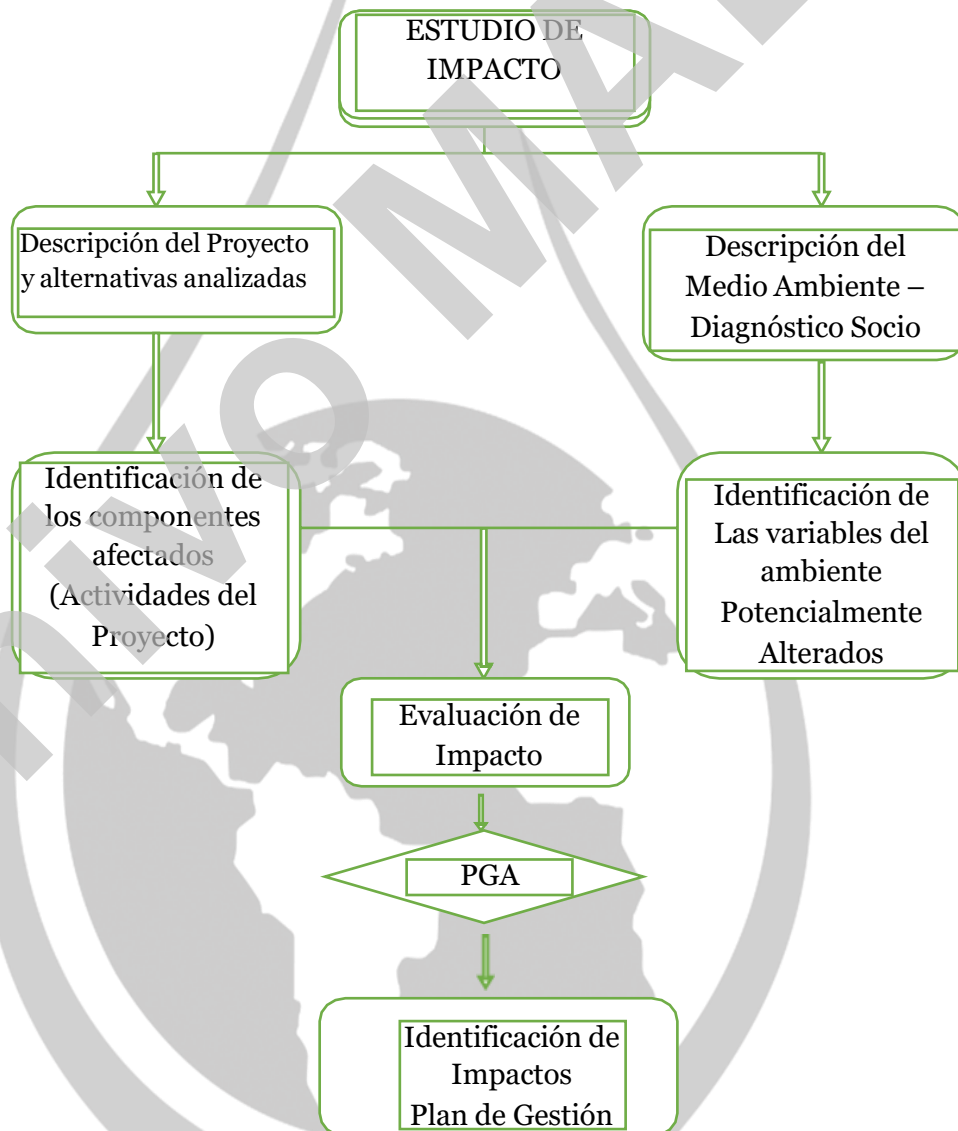 ESTUDIO DE
IMPACTO
Descripción del Proyecto
y alternativas analizadas
Descripción del
Medio Ambiente –
Diagnóstico Socio
Identificación de
los componentes
afectados
(Actividades del
Proyecto)
Identificación de
Las variables del
ambiente
Potencialmente
Alterados
Evaluación de
Impacto
PGA
Identificación de
Impactos
Plan de Gestión